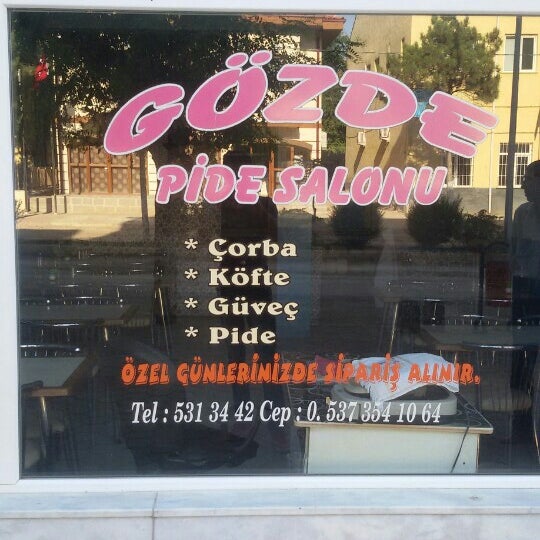 GÖZDE
PİDE SALONU
* Çorba
* Köfte
* Güveç
* Pide
ÖZEL GÜNLERİNİZDE SİPARİŞ ALINIR.
Tel : 531 34 42 Cep : 0. 537 354 10 64